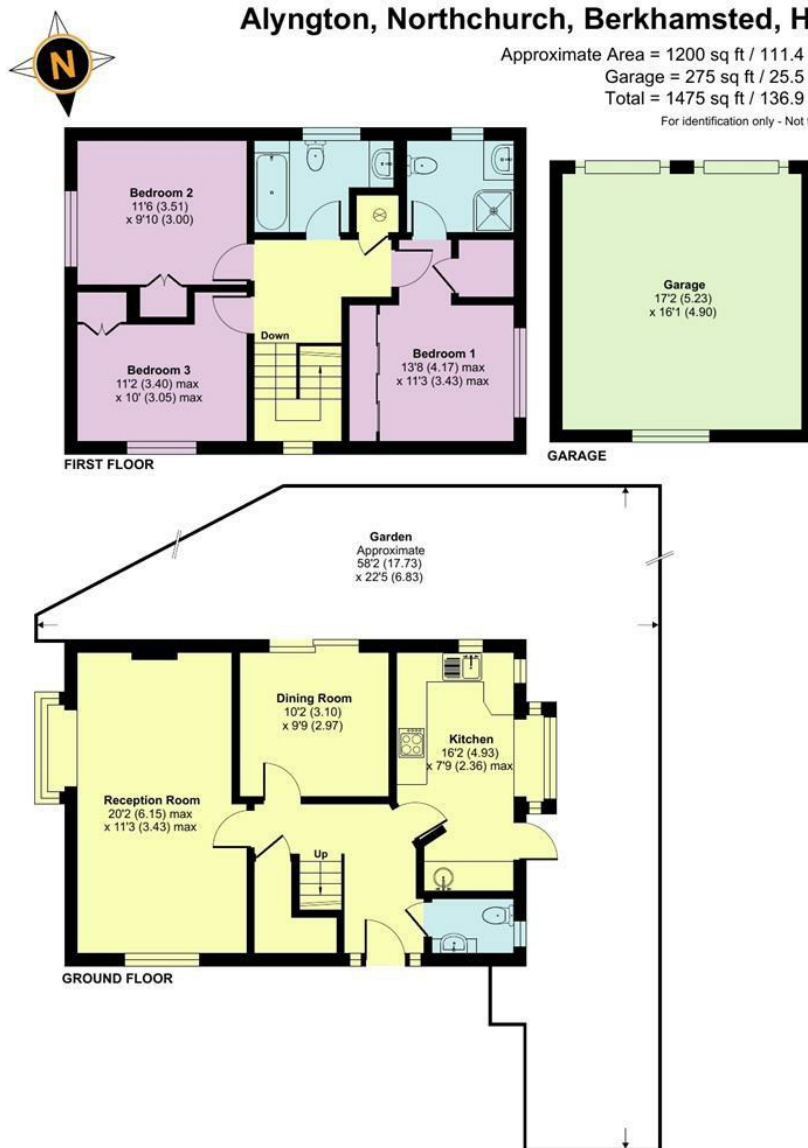 Alyngton, Northchurch, Berkhamsted, H
Approximate Area = 1200 sq ft / 111.4
Garage = 275 sq ft / 25.5
Total = 1475 sq ft / 136.9
For identification only - Not
N
Bedroom 2
11'6 (3.51)
x 9'10 (3.00)
Bedroom 3
11'2 (3.40) max
x 10' (3.05) max
Down
Bedroom 1
13'8 (4.17) max
x 11'3 (3.43) max
FIRST FLOOR
Garage
17'2 (5.23)
x 16'1 (4.90)
GARAGE
Garden
Approximate
58'2 (17.73)
x 22'5 (6.83)
Dining Room
10'2 (3.10)
x 9'9 (2.97)
Kitchen
16'2 (4.93)
x 7'9 (2.36) max
Reception Room
20'2 (6.15) max
x 11'3 (3.43) max
Up
GROUND FLOOR